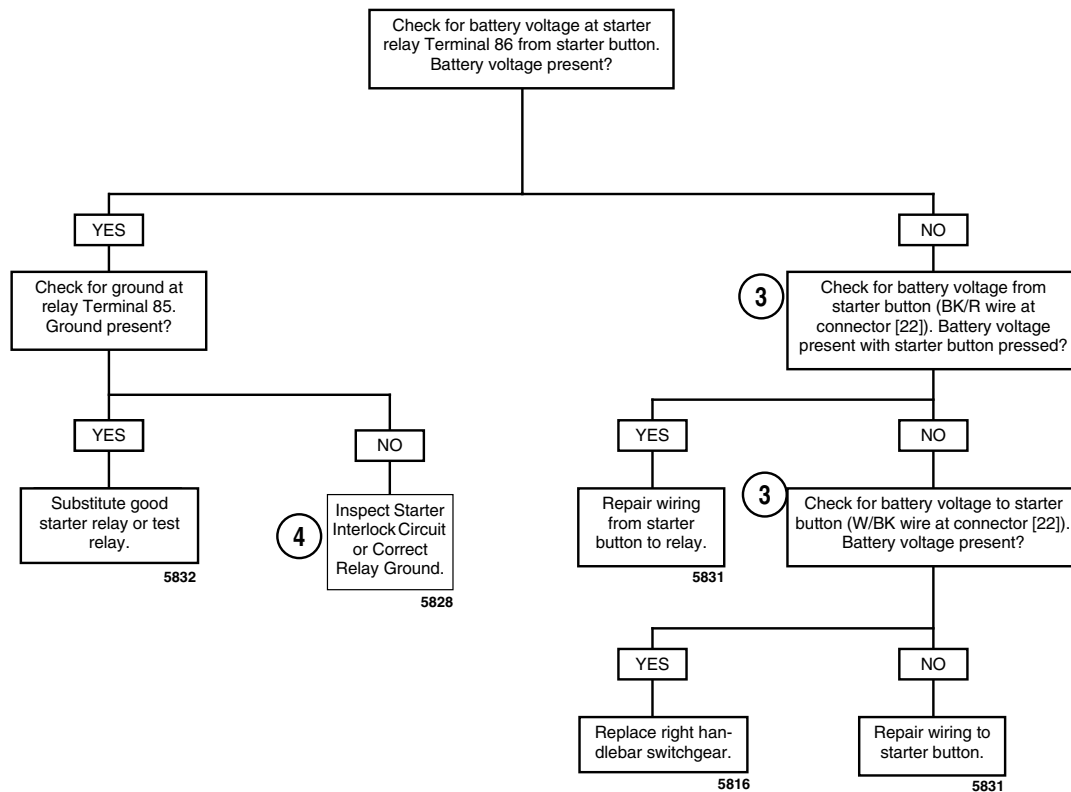 Check for battery voltage at starter
relay Terminal 86 from starter button.
Battery voltage present?
YES
NO
Check for ground at
relay Terminal 85.
Ground present?
3
Check for battery voltage from
starter button (BK/R wire at
connector [22]). Battery voltage
present with starter button pressed?
YES
NO
YES
NO
Substitute good
starter relay or test
relay.
5832
4
Inspect Starter
Interlock Circuit
or Correct
Relay Ground.
5828
Repair wiring
from starter
button to relay.
5831
3
Check for battery voltage to starter
button (W/BK wire at connector [22]).
Battery voltage present?
YES
NO
Replace right han-
dlebar switchgear.
5816
Repair wiring to
starter button.
5831